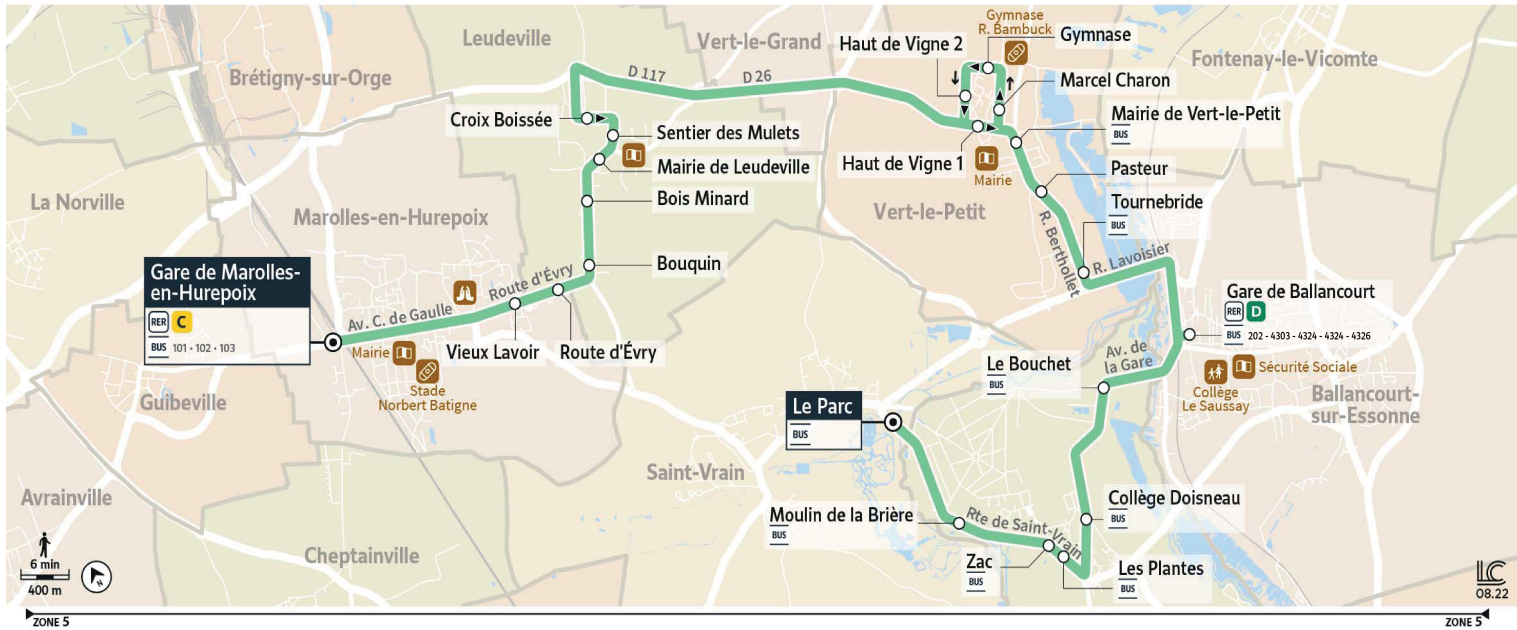 Leudeville
Vert-le-Grand
Gymnase
R. Bambuck
Gymnase
Haut de Vigne 2
Fontenay-le-Vicomte
Brétigny-sur-Orge
D 117
D 26
Marcel Charon
Croix Boissée
Sentier des Mulets
Mairie de Vert-le-Petit
BUS
Mairie de Leudeville
Haut de Vigne 1
Mairie
Pasteur
La Norville
Marolles-en-Hurepoix
Bois Minard
Vert-le-Petit
Tournebride
BUS
R. Berthollet
R. Lavoisier
Gare de Marolles-
en-Hurepoix
RER C
BUS 101 • 102 • 103
Bouquin
Route d'Évry
Av. C. de Gaulle
Gare de Ballancourt
RER D
BUS 202 - 4303 - 4324 - 4324 - 4326
Mairie
Vieux Lavoir
Route d'Évry
Stade
Norbert Batigne
Le Bouchet
BUS
Av. de
la Gare
Sécurité Sociale
Collège
Le Saussay
Ballancourt-
sur-Essonne
Guibeville
Le Parc
BUS
Saint-Vrain
Avrainville
Cheptainville
Moulin de la Brière
BUS
Rte de Saint-Vrain
Collège Doisneau
BUS
Zac
BUS
Les Plantes
BUS
6 min
400 m
N
LC
08.22
ZONE 5
ZONE 5